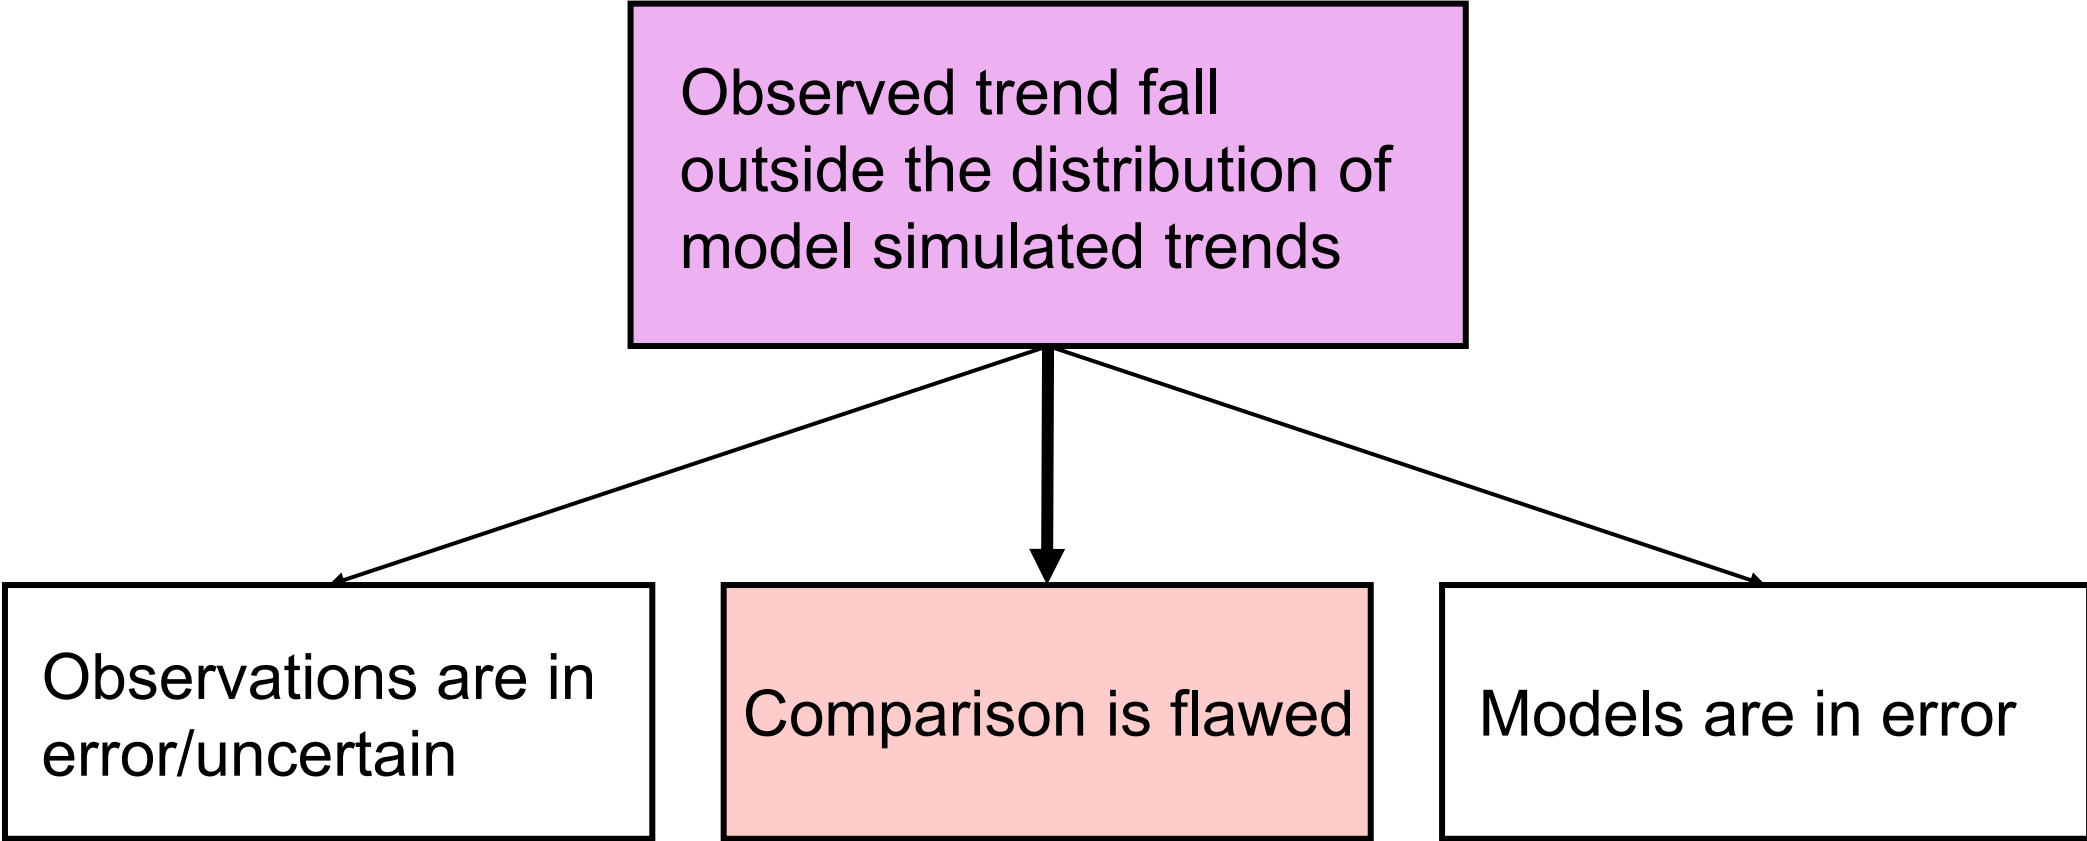 Observed trend fall
outside the distribution of
model simulated trends
Observations are in
error/uncertain
Comparison is flawed
Models are in error